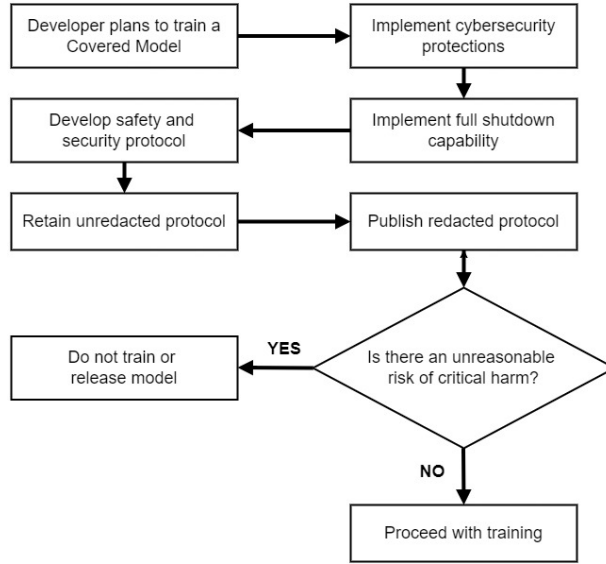 Developer plans to train a
Covered Model
Implement cybersecurity
protections
Implement full shutdown
capability
Develop safety and
security protocol
Retain unredacted protocol
Publish redacted protocol
Is there an unreasonable
risk of critical harm?
YES
Do not train or
release model
NO
Proceed with training